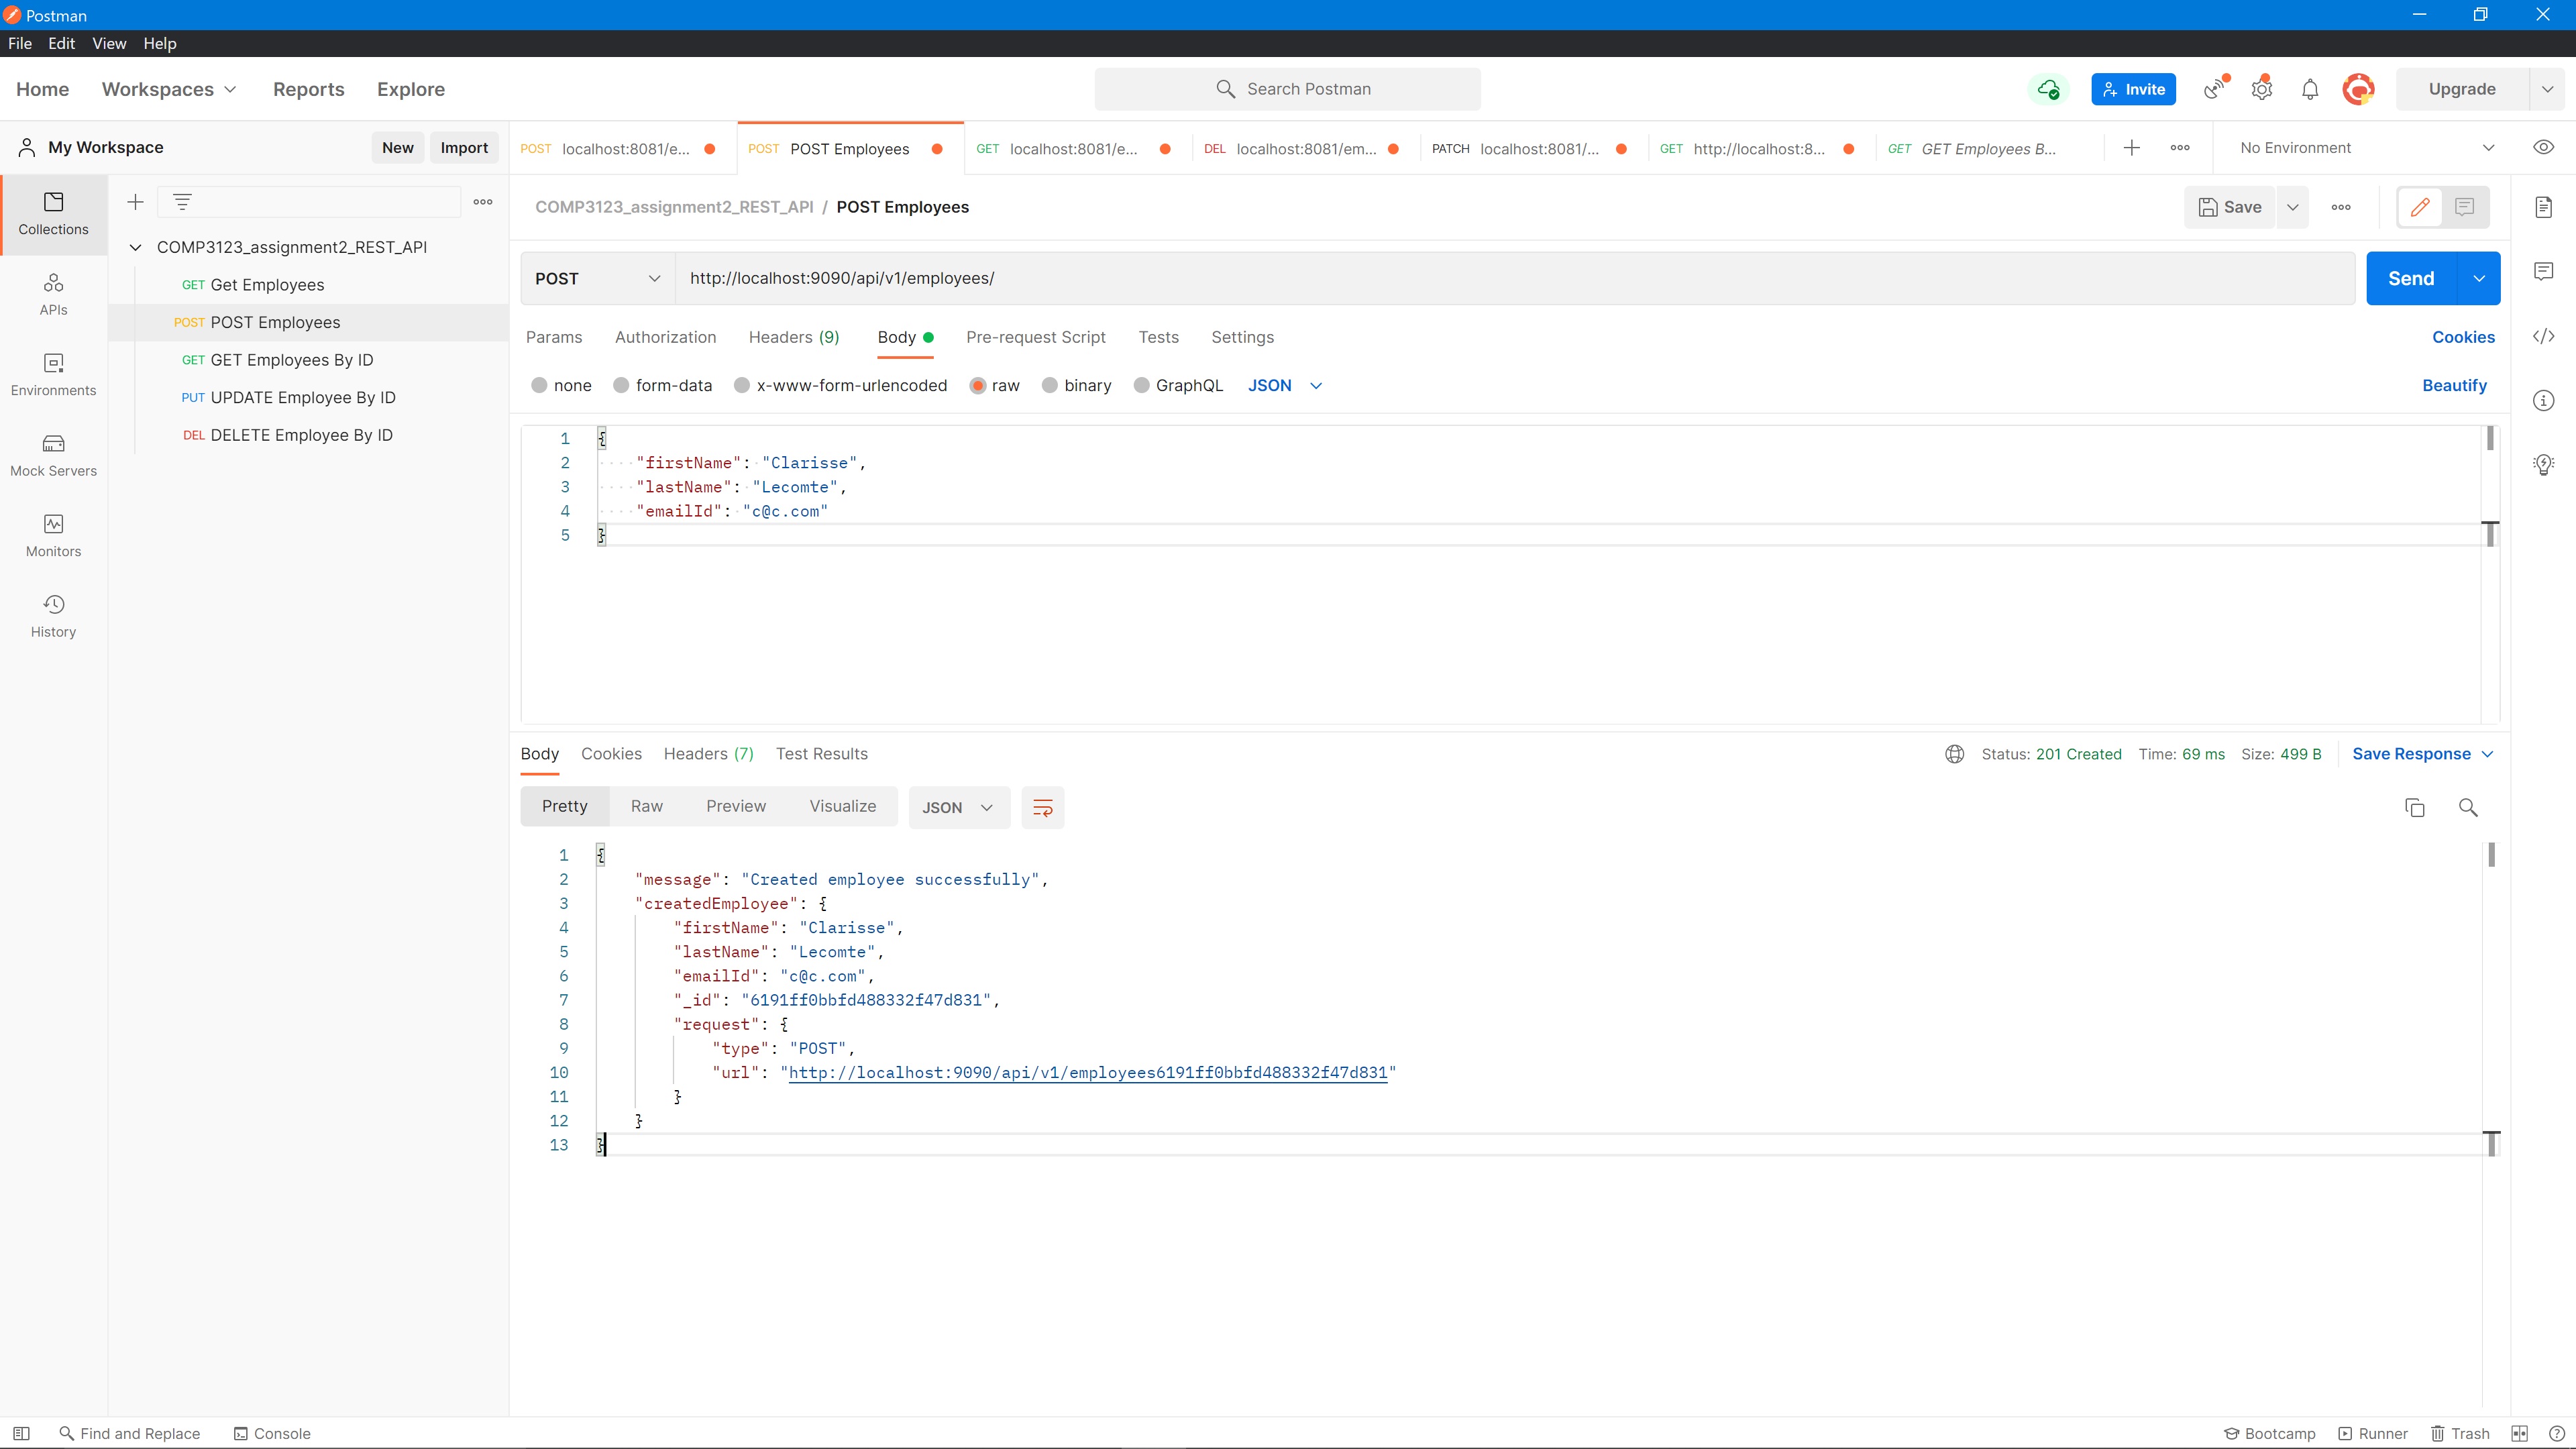 Postman
File Edit View Help
Home Workspaces Reports Explore
Search Postman
Invite
Upgrade
My Workspace New Import
POST localhost:8081/e...
POST POST Employees
GET localhost:8081/e...
DEL localhost:8081/em...
PATCH localhost:8081/...
GET http://localhost:8...
GET GET Employees B...
No Environment
Collections
APIs
Environments
Mock Servers
Monitors
History
COMP3123_assignment2_REST_API
GET Get Employees
POST POST Employees
GET GET Employees By ID
PUT UPDATE Employee By ID
DEL DELETE Employee By ID
COMP3123_assignment2_REST_API / POST Employees
Save
POST http://localhost:9090/api/v1/employees/
Send
Params Authorization Headers (9) Body Pre-request Script Tests Settings
Cookies
none form-data x-www-form-urlencoded raw binary GraphQL JSON
Beautify
1 {
2 "firstName": "Clarisse",
3 "lastName": "Lecomte",
4 "emailId": "c@c.com"
5 }
Body Cookies Headers (7) Test Results
Status: 201 Created Time: 69 ms Size: 499 B Save Response
Pretty Raw Preview Visualize JSON
1 {
2 "message": "Created employee successfully",
3 "createdEmployee": {
4 "firstName": "Clarisse",
5 "lastName": "Lecomte",
6 "emailId": "c@c.com",
7 "_id": "6191ff0bbfd488332f47d831",
8 "request": {
9 "type": "POST",
10 "url": "http://localhost:9090/api/v1/employees6191ff0bbfd488332f47d831"
11 }
12 }
13 }
Find and Replace Console
Bootcamp Runner Trash